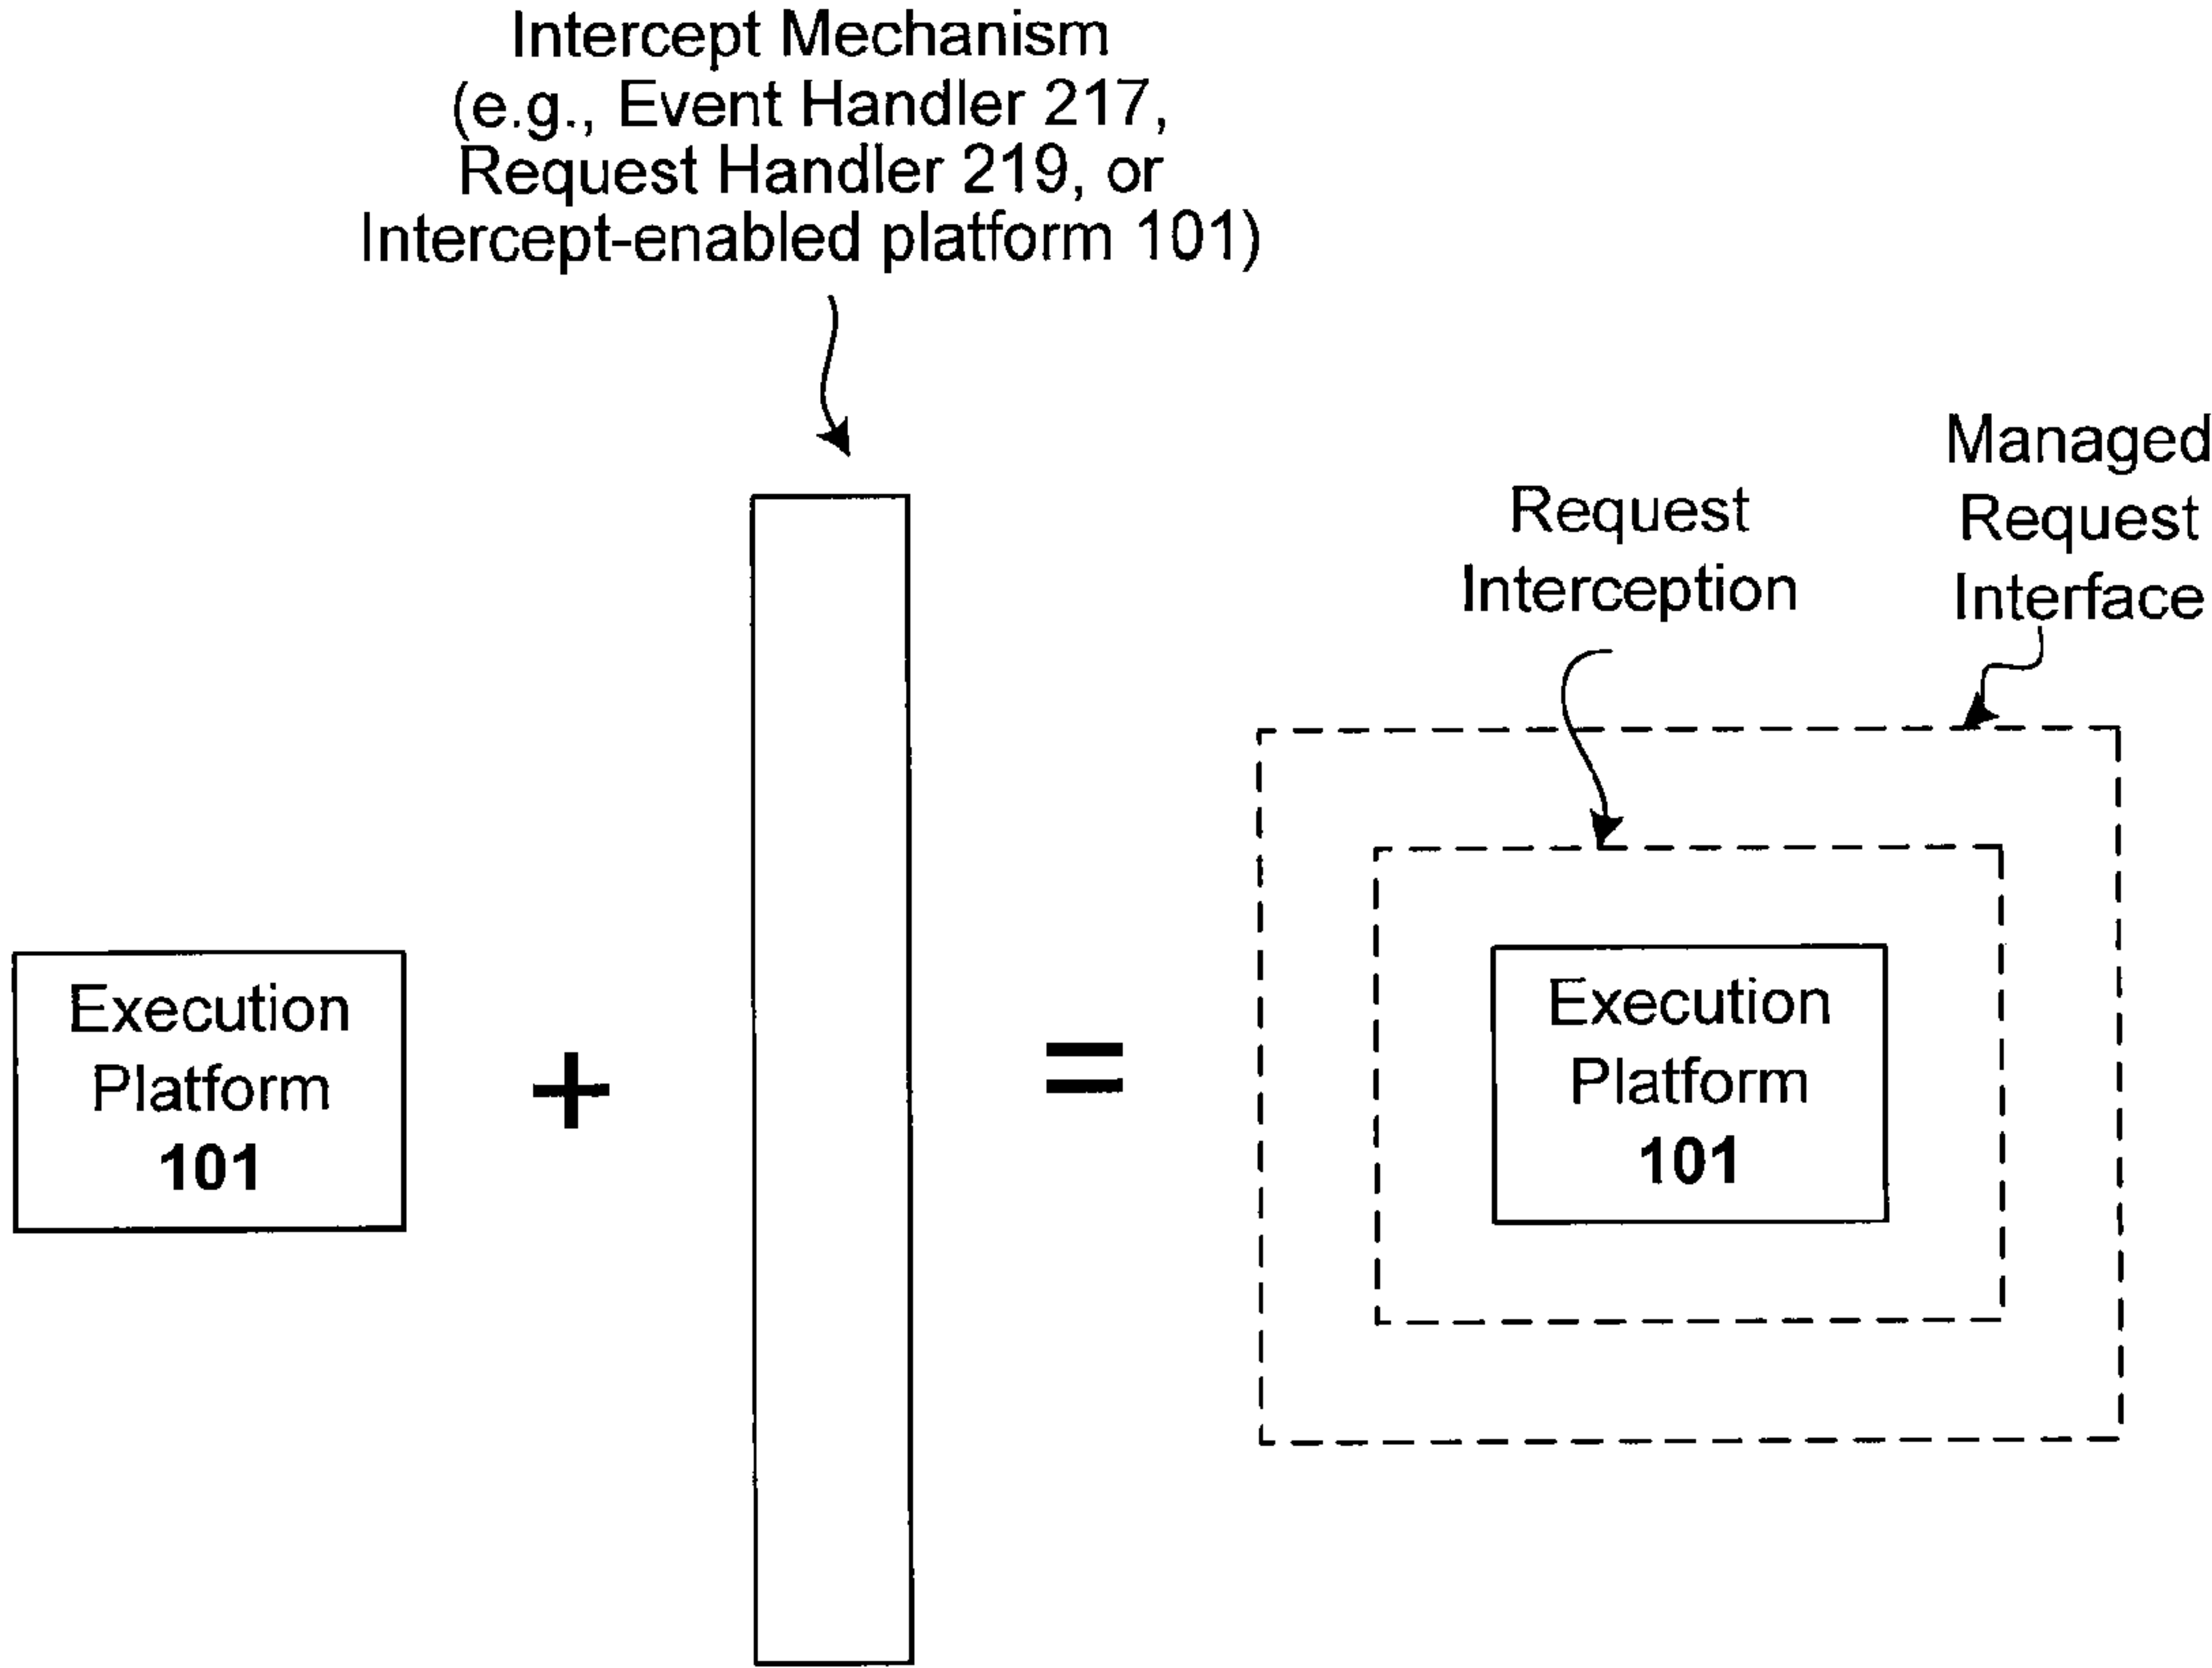 Intercept Mechanism
(e.g., Event Handler 217,
Request Handler 219, or
Intercept-enabled platform 101)
Managed
Request
Interface
Request
Interception
Execution
Platform
101
+
=
Execution
Platform
101